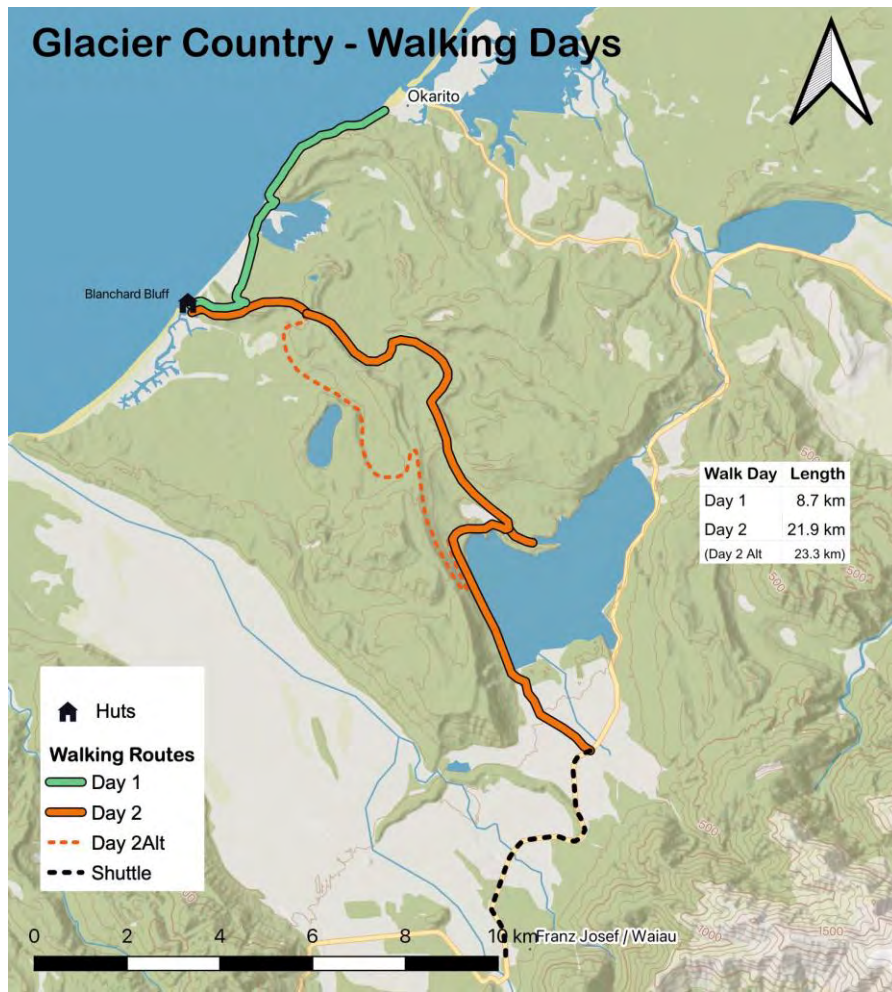 Glacier Country - Walking Days
Okarito
Blanchard Bluff
Walk Day Length
Day 1 8.7 km
Day 2 21.9 km
(Day 2 Alt 23.3 km)
500
500
Huts
Walking Routes
Day 1
Day 2
Day 2Alt
Shuttle
500
1000
1500
0 2 4 6 8 10 km
Franz Josef / Waiau